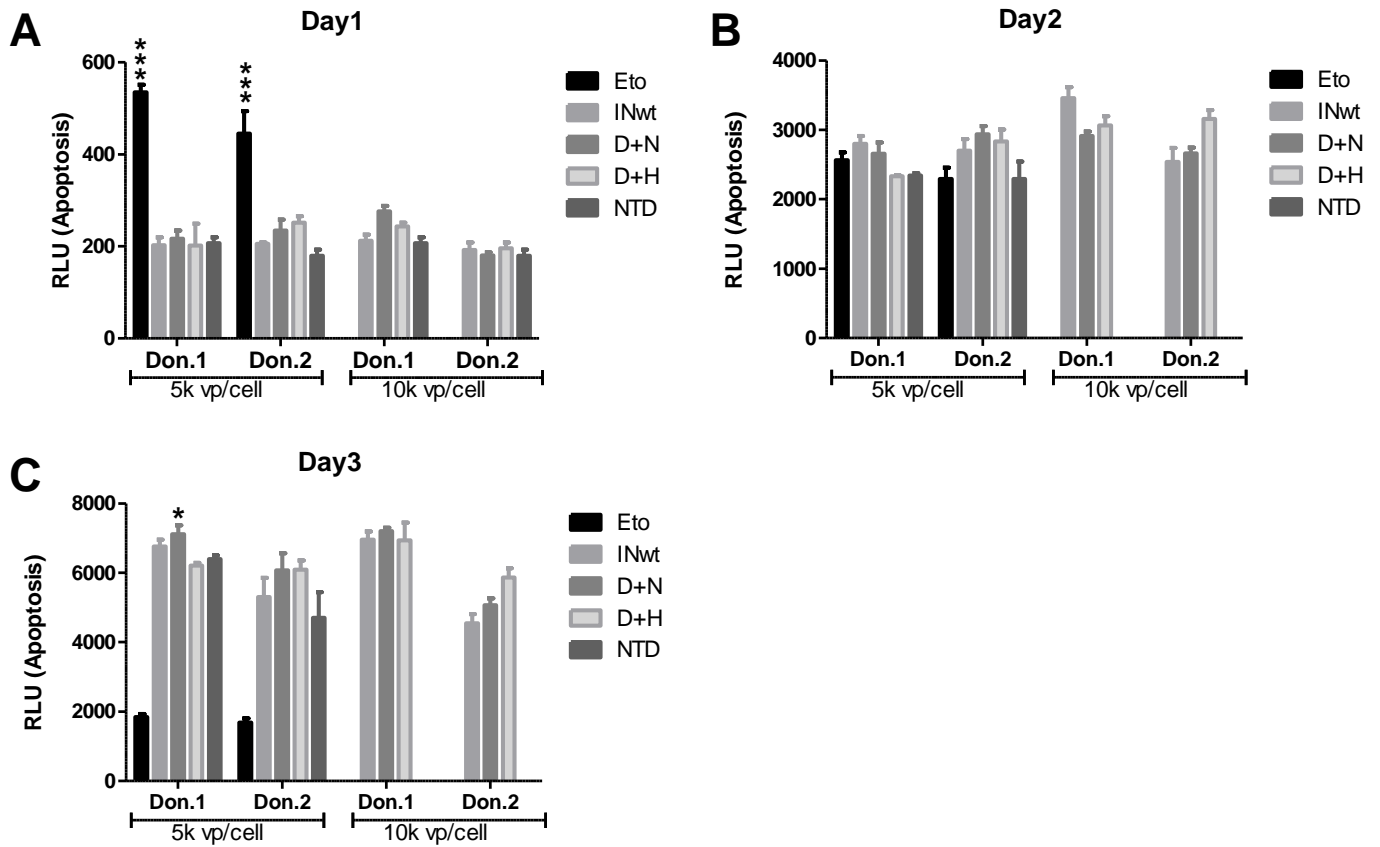 A
Day1
RLU (Apoptosis)
600
400
200
0
***
***
Don.1 Don.2 Don.1 Don.2
5k vp/cell 10k vp/cell
Eto
INwt
D+N
D+H
NTD
B
Day2
RLU (Apoptosis)
4000
3000
2000
1000
0
Don.1 Don.2 Don.1 Don.2
5k vp/cell 10k vp/cell
Eto
INwt
D+N
D+H
NTD
C
Day3
RLU (Apoptosis)
8000
6000
4000
2000
0
*
Don.1 Don.2 Don.1 Don.2
5k vp/cell 10k vp/cell
Eto
INwt
D+N
D+H
NTD